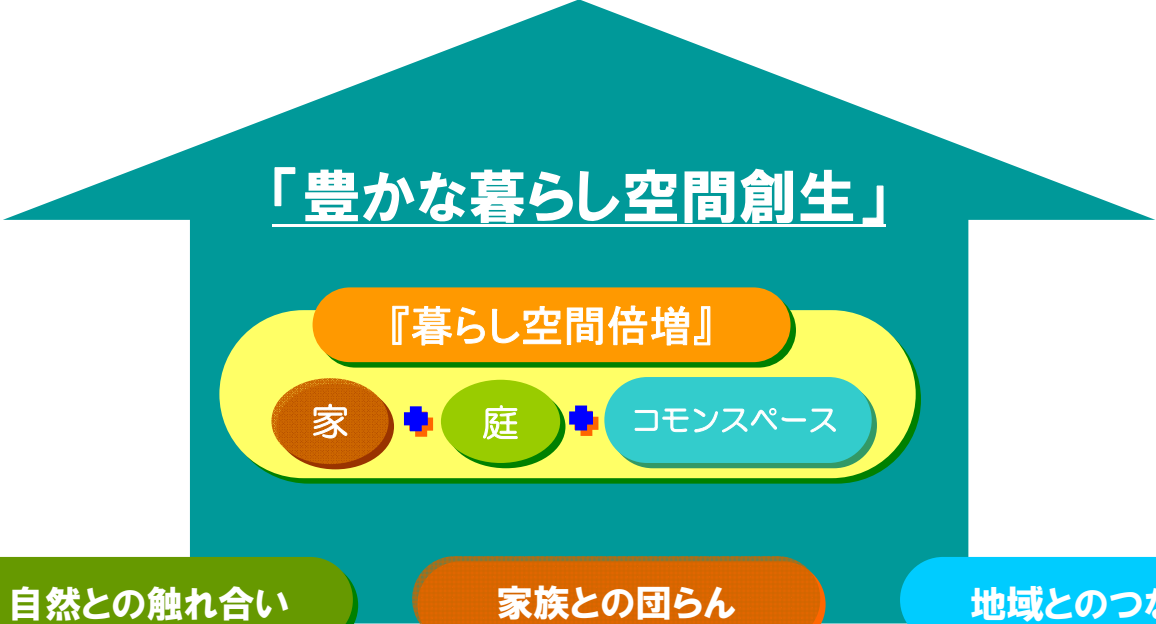 「豊かな暮らし空間創生」
『暮らし空間倍増』
家 庭 コモンスペース
自然との触れ合い 家族との団らん 地域とのつな